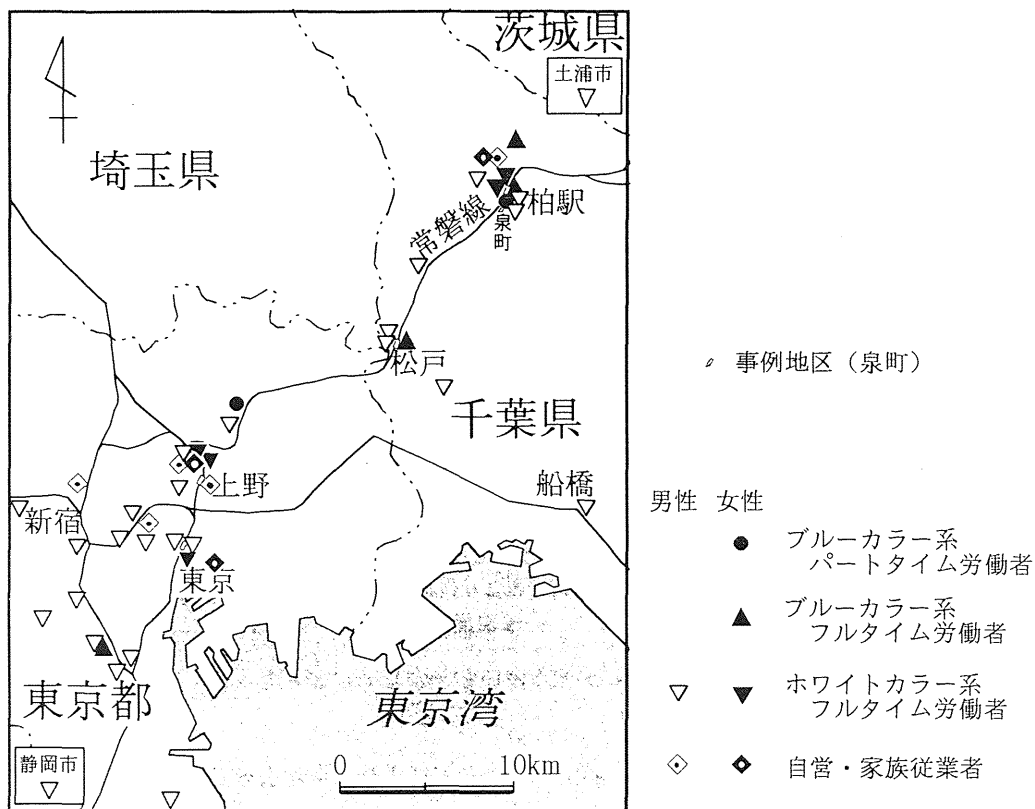 茨城県
土浦市
埼玉県
柏駅
常磐線
泉町
松戸
千葉県
上野
船橋
新宿
東京
東京都
東京湾
静岡市
0 10km
事例地区（泉町）
男性 女性
ブルーカラー系
パートタイム労働者
ブルーカラー系
フルタイム労働者
ホワイトカラー系
フルタイム労働者
自営・家族従業者